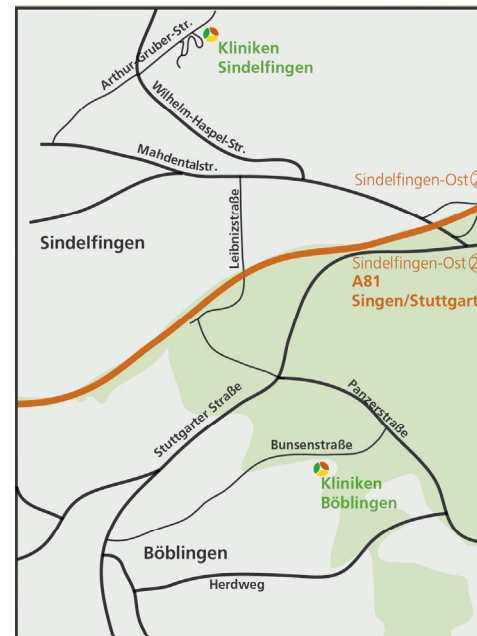 Arthur-Gruber-Str.
Kliniken
Sindelfingen
Wilhelm-Haspel-Str.
Mahdentalstr.
Sindelfingen-Ost
Leibnizstraße
Sindelfingen
Sindelfingen-Ost
A81
Singen/Stuttgart
Stuttgarter Straße
Panzerstraße
Bunsenstraße
Kliniken
Böblingen
Böblingen
Herdweg